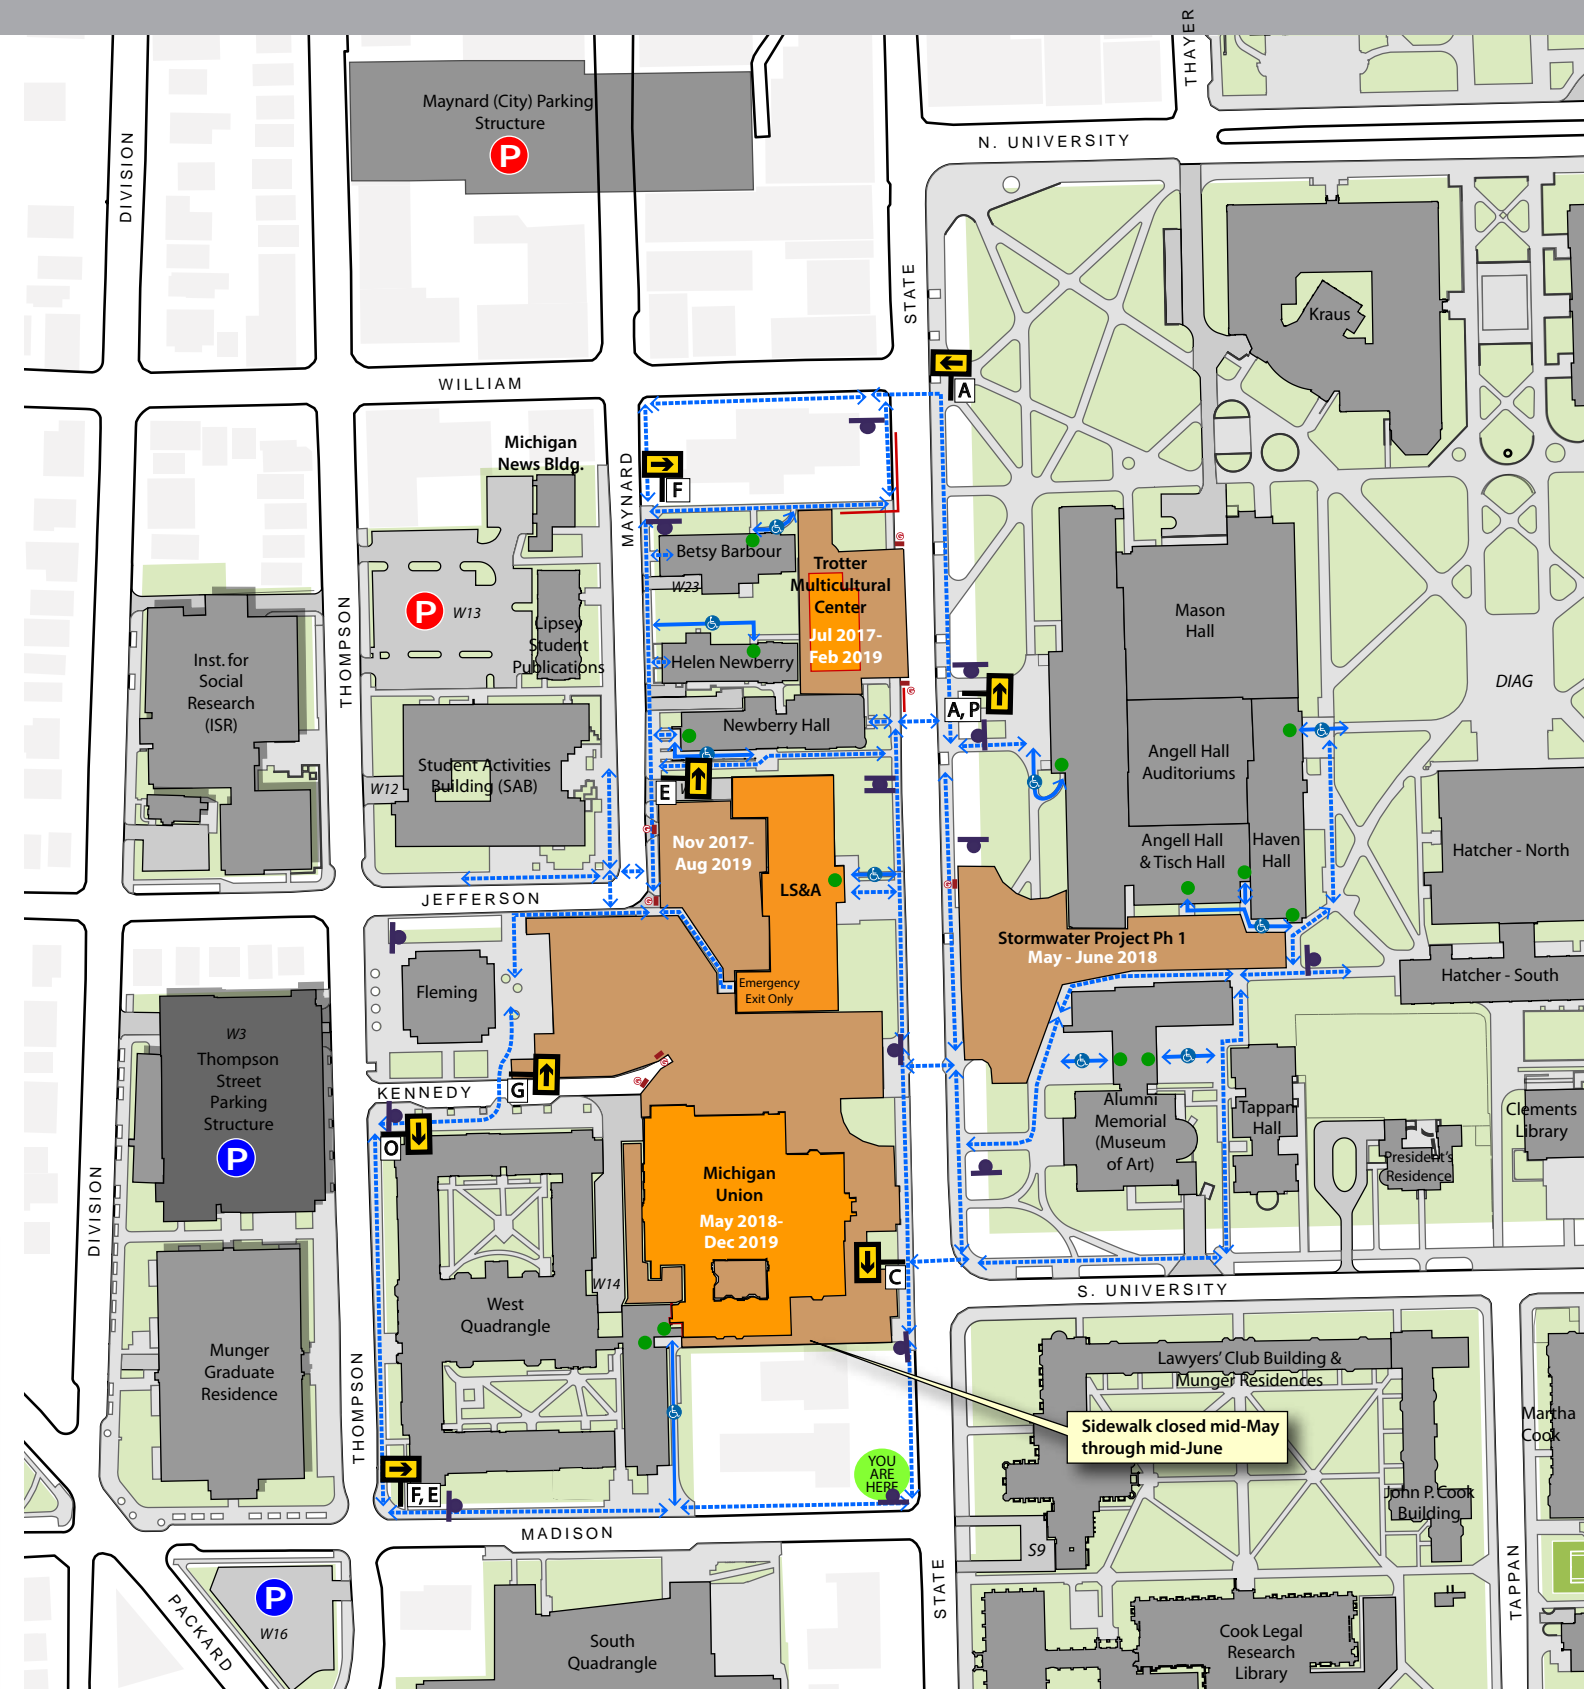 THAYER
Maynard (City) Parking
Structure
P
N. UNIVERSITY
DIVISION
STATE
Kraus
WILLIAM
A
Michigan
News Bldg.
MAYNARD
F
Betsy Barbour
W23
Trotter
Multicultural
Center
Jul 2017-
Feb 2019
G
P
W13
Lipsey
Student
Publications
THOMPSON
Mason
Hall
Inst. for
Social
Research
(ISR)
Helen Newberry
G
A, P
DIAG
Newberry Hall
Student Activities
Building (SAB)
W12
E
Angell Hall
Auditoriums
Nov 2017-
Aug 2019
G
LS&A
Angell Hall
& Tisch Hall
Haven
Hall
Hatcher - North
G
G
JEFFERSON
Stormwater Project Ph 1
May - June 2018
Emergency
Exit Only
Hatcher - South
Fleming
W3
Thompson
Street
Parking
Structure
P
G
G
G
KENNEDY
O
Alumni
Memorial
(Museum
of Art)
Tappan
Hall
Clements
Library
President's
Residence
Michigan
Union
May 2018-
Dec 2019
DIVISION
C
W14
West
Quadrangle
S. UNIVERSITY
Munger
Graduate
Residence
THOMPSON
Lawyers' Club Building &
Munger Residences
Martha
Cook
Sidewalk closed mid-May
through mid-June
YOU
ARE
HERE
F, E
John P. Cook
Building
MADISON
S9
STATE
TAPPAN
P
W16
PACKARD
South
Quadrangle
Cook Legal
Research
Library